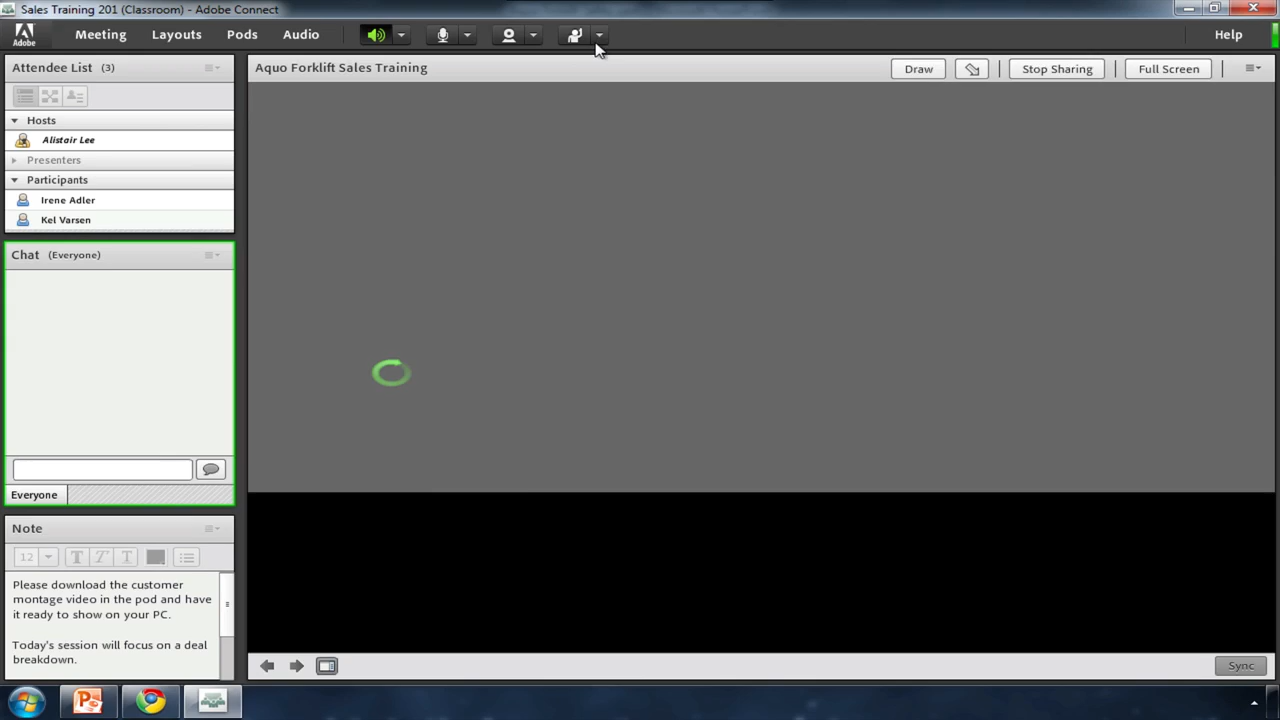 Sales Training 201 (Classroom) - Adobe Connect
Adobe
Meeting
Layouts
Pods
Audio
Help
Attendee List (3)
Hosts
Alistair Lee
Presenters
Participants
Irene Adler
Kel Varsen
Chat (Everyone)
Everyone
Note
12
T T T
Please download the customer
montage video in the pod and have
it ready to show on your PC.
Today's session will focus on a deal
breakdown.
Aquo Forklift Sales Training
Draw
Stop Sharing
Full Screen
Sync